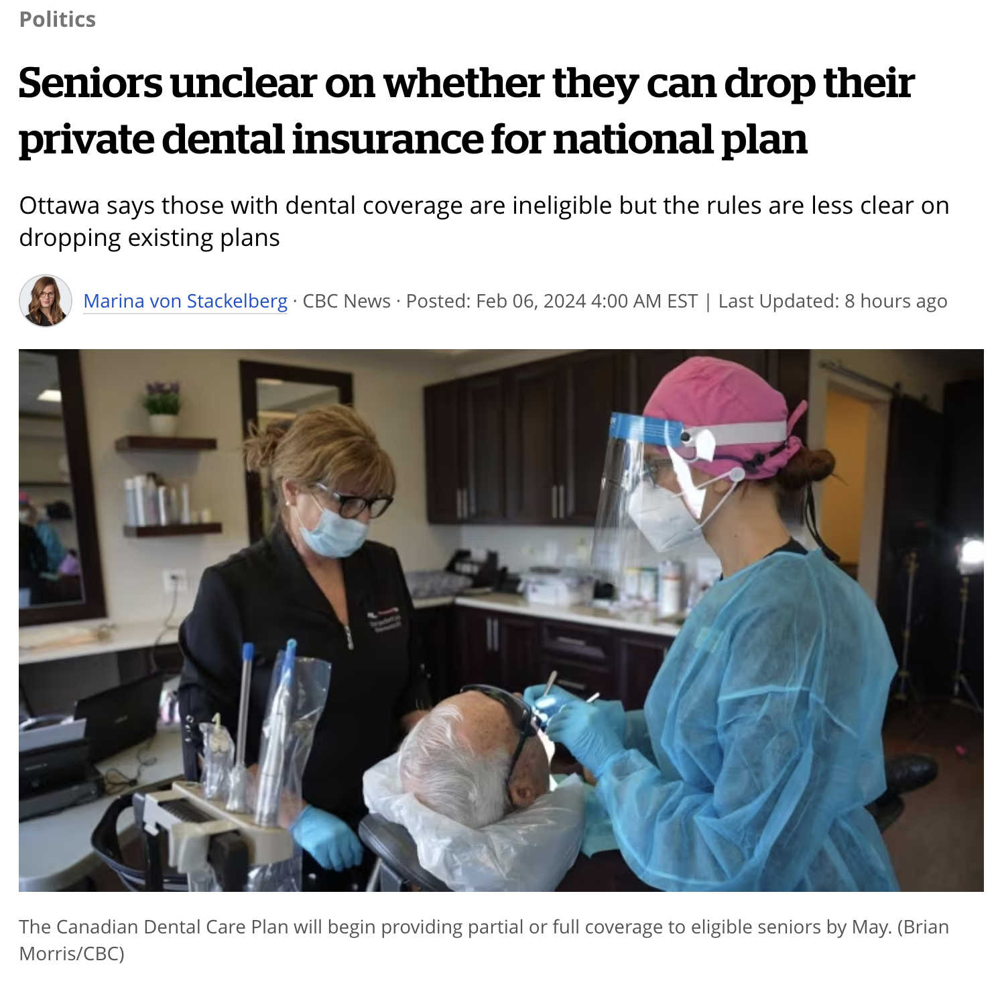 Politics
Seniors unclear on whether they can drop their
private dental insurance for national plan
Ottawa says those with dental coverage are ineligible but the rules are less clear on
dropping existing plans
Marina von Stackelberg · CBC News · Posted: Feb 06, 2024 4:00 AM EST | Last Updated: 8 hours ago
The Canadian Dental Care Plan will begin providing partial or full coverage to eligible seniors by May. (Brian
Morris/CBC)